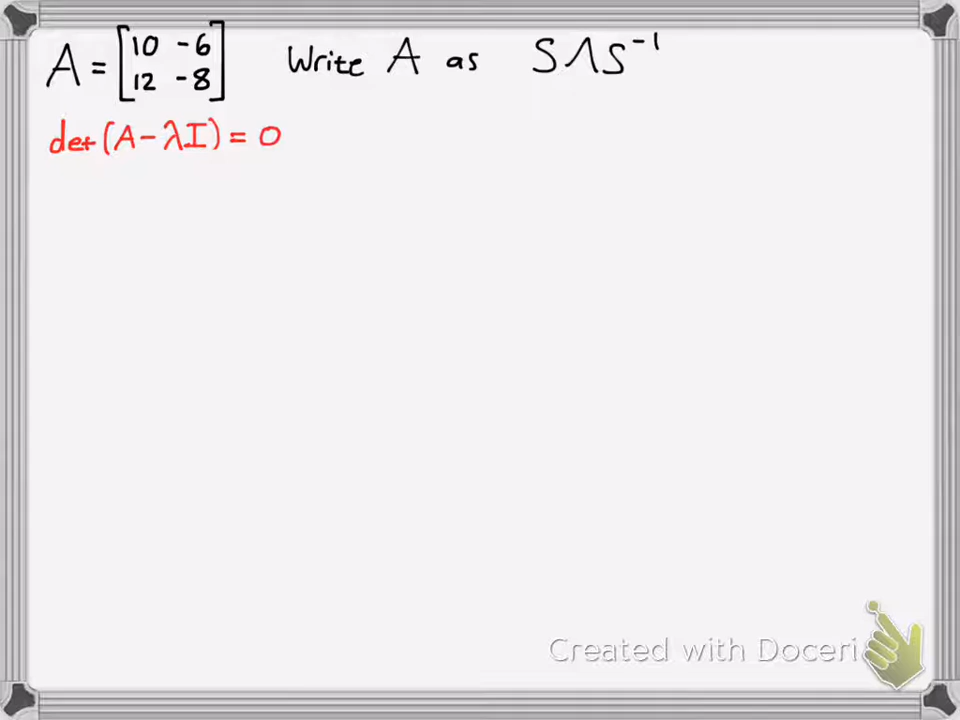 A = [10 -6; 12 -8] Write A as SΛS⁻¹
det(A - λI) = 0
Created with Doceri